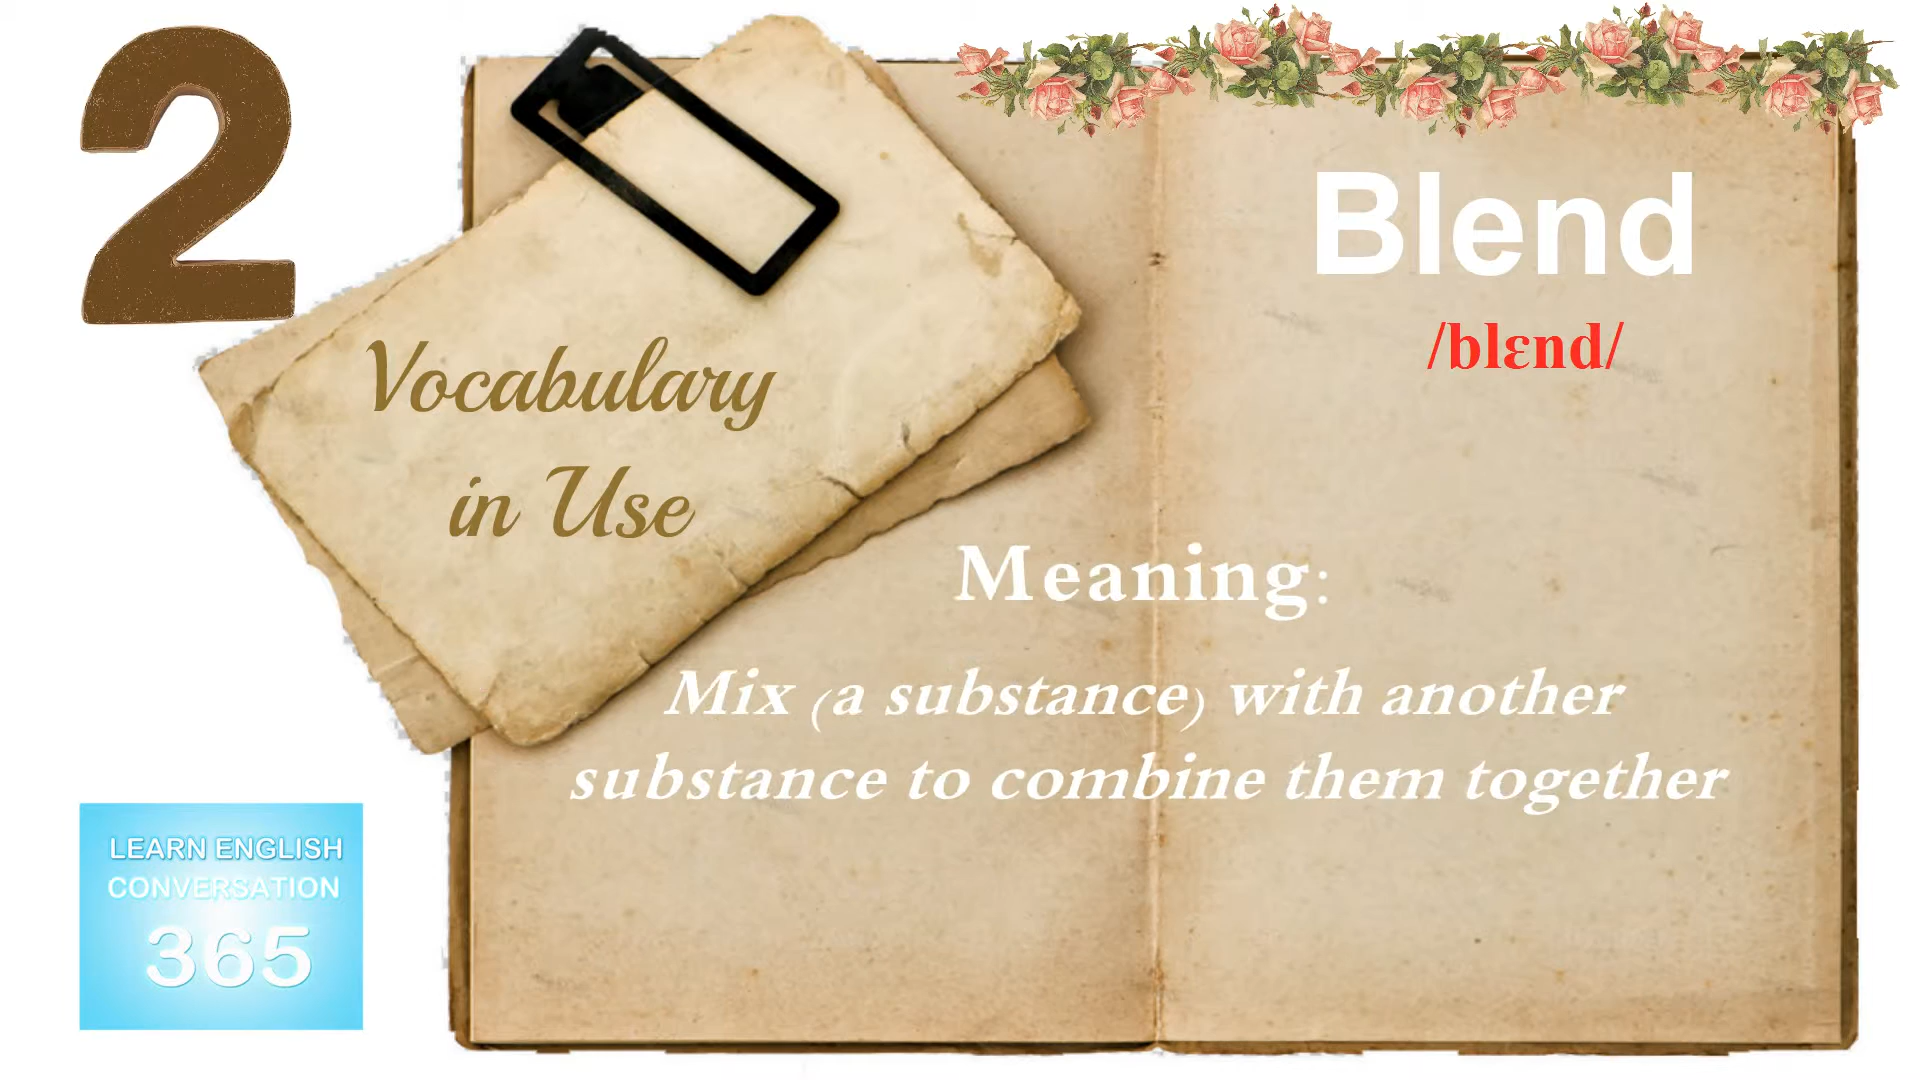 2
Vocabulary
in Use
Blend
/blɛnd/
Meaning:
Mix (a substance) with another
substance to combine them together
LEARN ENGLISH
CONVERSATION
365